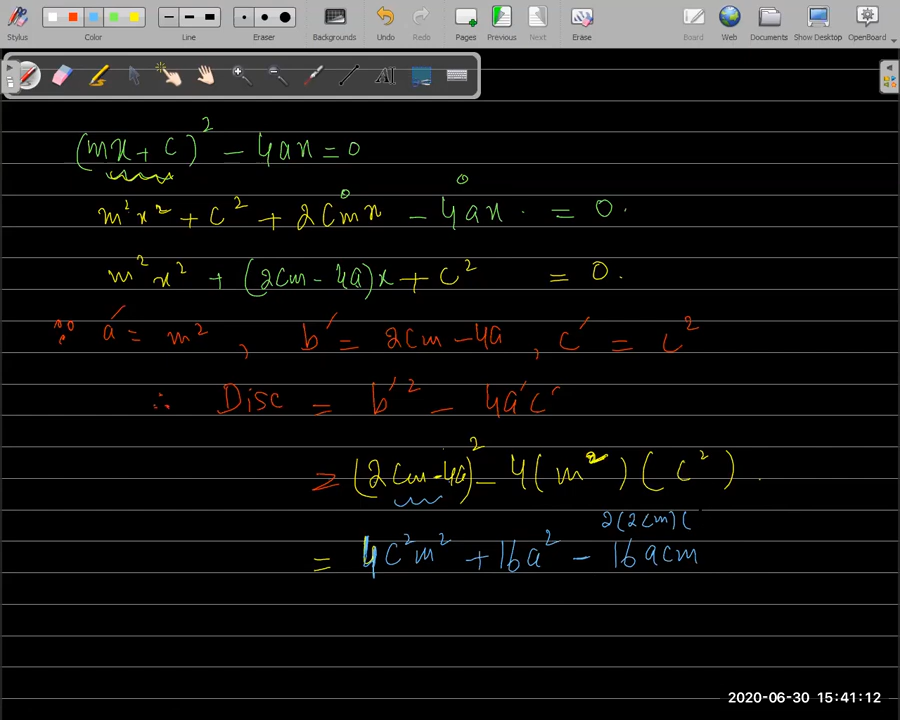 Stylus Color Line Eraser Backgrounds Undo Redo Pages Previous Next Erase Board Web Documents Show Desktop OpenBoard
(mx + c)² - 4ax = 0
m²x² + c² + 2cmx - 4ax = 0.
m²x² + (2cm - 4a)x + c² = 0.
∵ a' = m², b' = 2cm - 4a, c' = c²
∴ Disc = b'² - 4a'c'
= (2cm - 4a)² - 4(m²)(c²).
2(2cm)(
= 4c²m² + 16a² - 16acm
2020-06-30 15:41:12